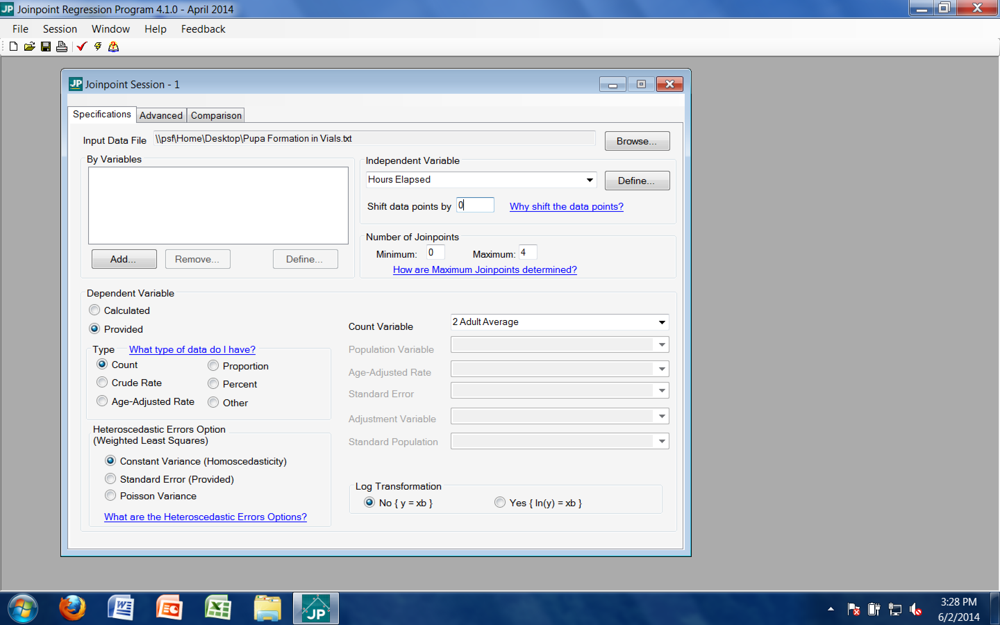 JP Joinpoint Regression Program 4.1.0 - April 2014
File Session Window Help Feedback
JP Joinpoint Session - 1
Specifications Advanced Comparison
Input Data File \\psf\Home\Desktop\Pupa Formation in Vials.txt Browse...
By Variables
Add... Remove... Define...
Independent Variable
Hours Elapsed Define...
Shift data points by 0 Why shift the data points?
Number of Joinpoints
Minimum: 0 Maximum: 4
How are Maximum Joinpoints determined?
Dependent Variable
Calculated
Provided
Type What type of data do I have?
Count Proportion
Crude Rate Percent
Age-Adjusted Rate Other
Heteroscedastic Errors Option
(Weighted Least Squares)
Constant Variance (Homoscedasticity)
Standard Error (Provided)
Poisson Variance
What are the Heteroscedastic Errors Options?
Count Variable 2 Adult Average
Population Variable
Age-Adjusted Rate
Standard Error
Adjustment Variable
Standard Population
Log Transformation
No { y = xb } Yes { ln(y) = xb }
JP
3:28 PM
6/2/2014